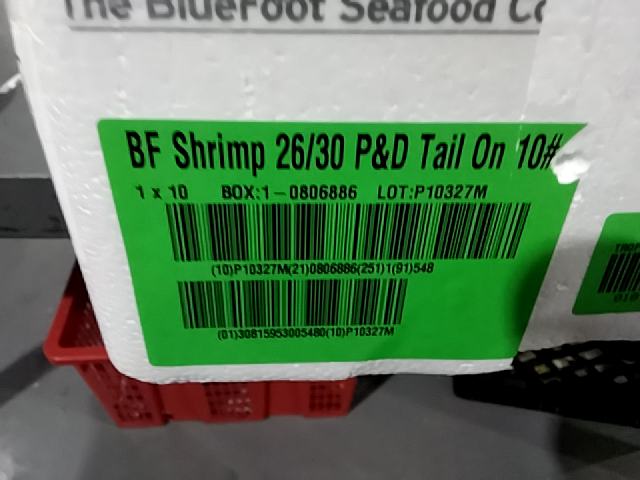 The BlueFoot Seafood
BF Shrimp 26/30 P&D Tail On 10#
1 x 10 BOX:1-0806886 LOT:P10327M
(10)P10327M(21)0806886(251)1(91)548
(01)30815953005480(10)P10327M